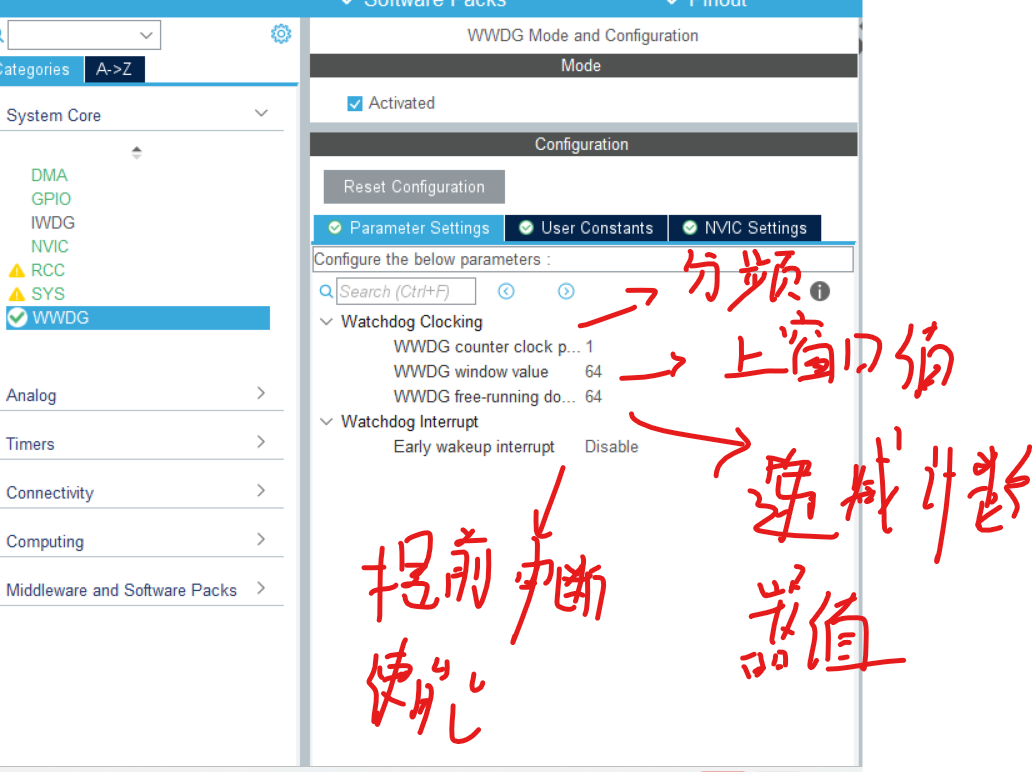 Software Packs
Pinout
WWDG Mode and Configuration
Categories
A->Z
Mode
System Core
Activated
Configuration
DMA
GPIO
IWDG
NVIC
RCC
SYS
WWDG
Reset Configuration
Parameter Settings
User Constants
NVIC Settings
Configure the below parameters :
Search (Ctrl+F)
分频
Watchdog Clocking
WWDG counter clock p... 1
WWDG window value 64
上窗口值
WWDG free-running do... 64
递减计数
器值
Watchdog Interrupt
Early wakeup interrupt Disable
提前中断
使能
Analog
Timers
Connectivity
Computing
Middleware and Software Packs